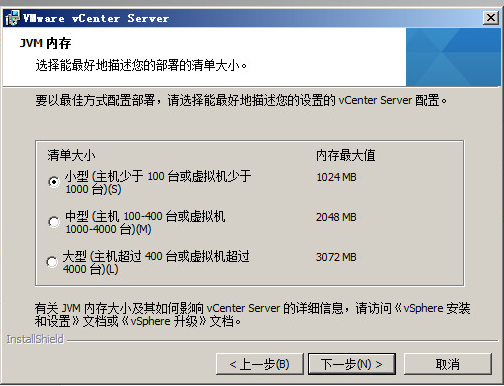 VMware vCenter Server
JVM 内存
选择能最好地描述您的部署的清单大小。
要以最佳方式配置部署，请选择能最好地描述您的设置的 vCenter Server 配置。
清单大小 内存最大值
小型 (主机少于 100 台或虚拟机少于 1024 MB
1000 台)(S)
中型 (主机 100-400 台或虚拟机 2048 MB
1000-4000 台)(M)
大型 (主机超过 400 台或虚拟机超过 3072 MB
4000 台)(L)
有关 JVM 内存大小及其如何影响 vCenter Server 的详细信息，请访问《vSphere 安装
和设置》文档或《vSphere 升级》文档。
InstallShield
< 上一步(B) 下一步(N) > 取消